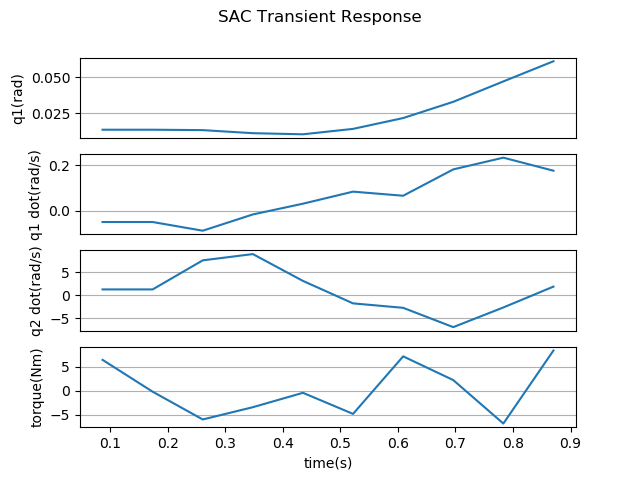 SAC Transient Response
q1(rad)
0.050
0.025
q1 dot(rad/s)
0.2
0.0
q2 dot(rad/s)
5
0
−5
torque(Nm)
5
0
−5
0.1 0.2 0.3 0.4 0.5 0.6 0.7 0.8 0.9
time(s)